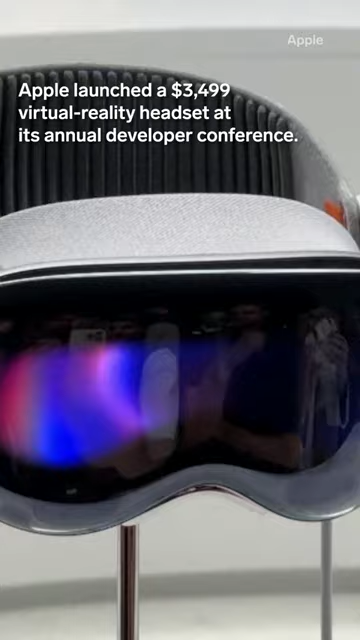 Apple
Apple launched a $3,499
virtual-reality headset at
its annual developer conference.